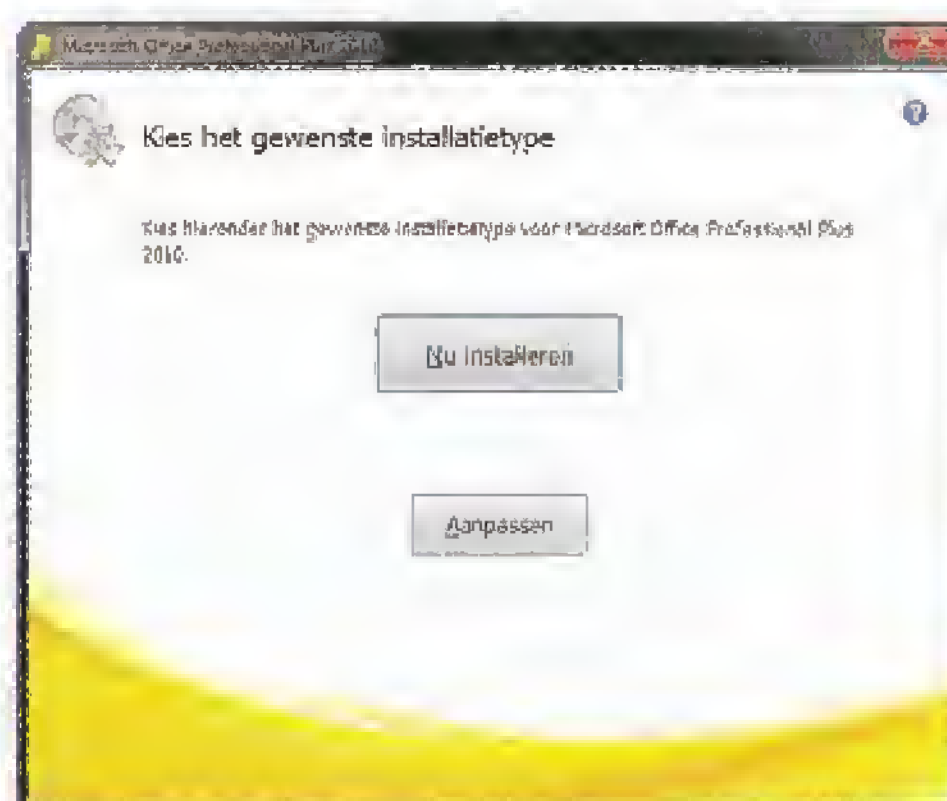 Microsoft Office Professional Plus 2010
Kies het gewenste installatietype
Kies hieronder het gewenste installatietype voor Microsoft Office Professional Plus
2010.
Nu installeren
Aanpassen